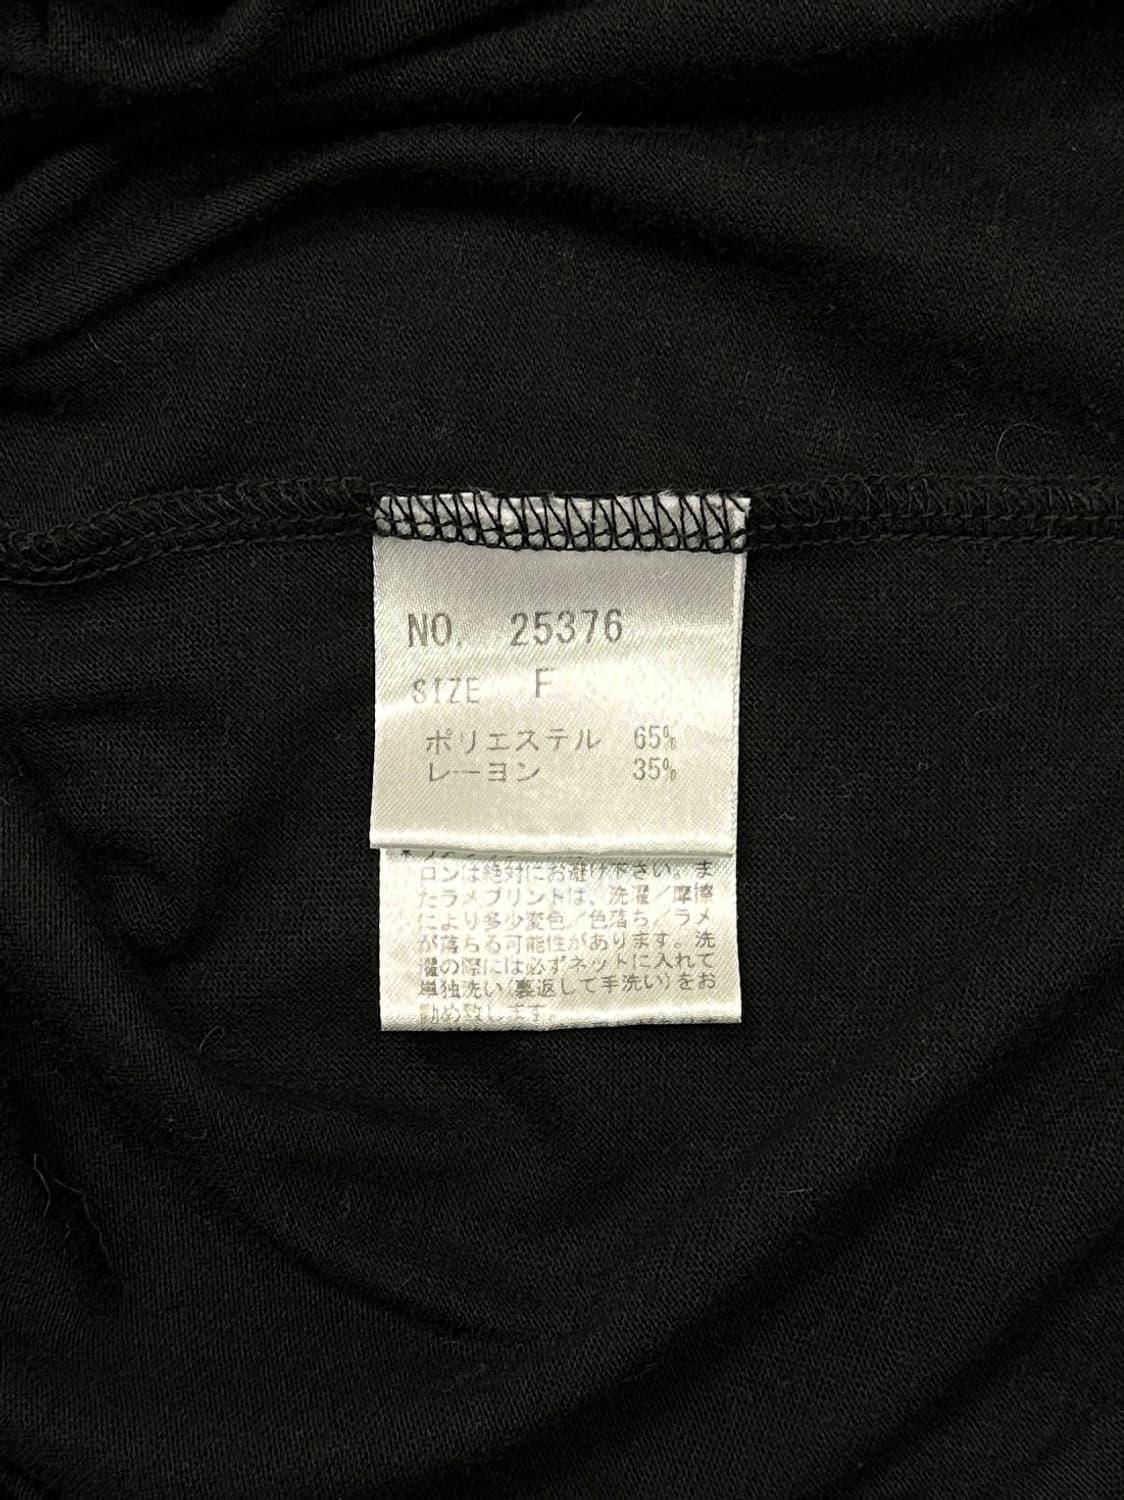 NO. 25376
SIZE F
ポリエステル 65%
レーヨン 35%
ロンは絶対にお避け下さい。ま
たラメプリントは、洗濯／摩擦
により多少変色／色落ち／ラメ
が落ちる可能性があります。洗
濯の際には必ずネットに入れて
単独洗い(裏返して手洗い)をお
勧め致します。